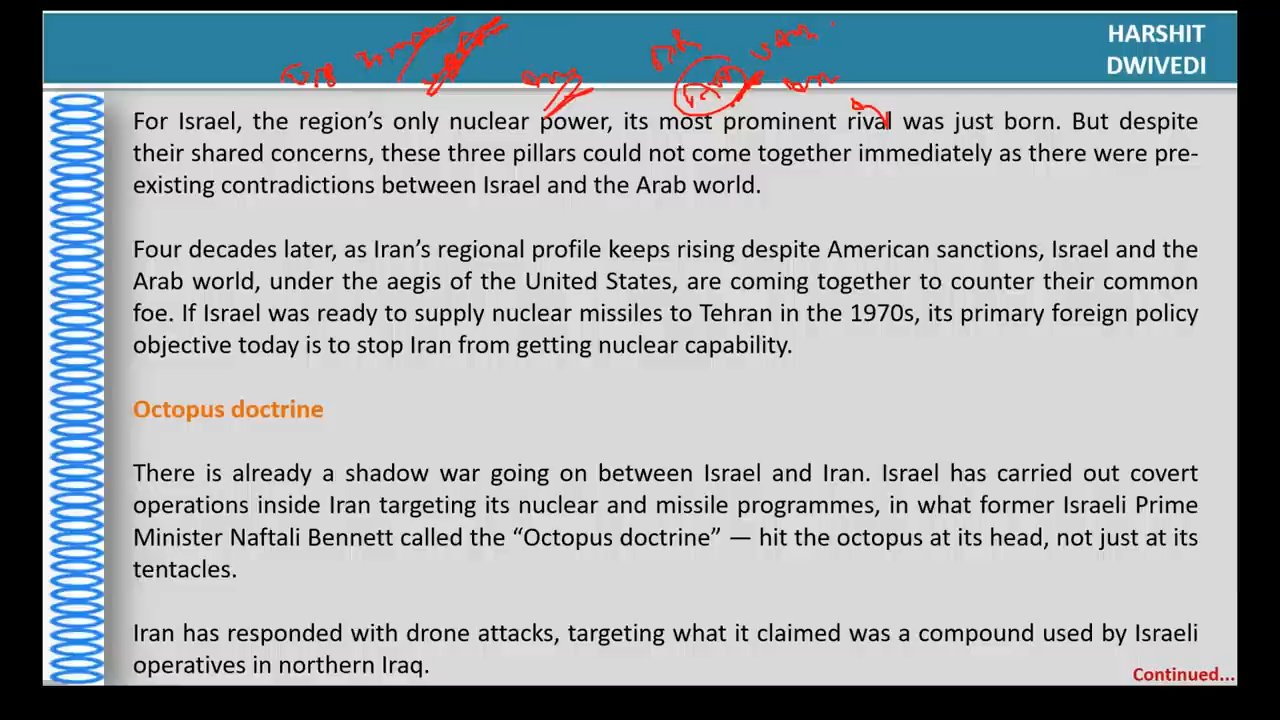 HARSHIT
DWIVEDI
For Israel, the region’s only nuclear power, its most prominent rival was just born. But despite
their shared concerns, these three pillars could not come together immediately as there were pre-
existing contradictions between Israel and the Arab world.
Four decades later, as Iran’s regional profile keeps rising despite American sanctions, Israel and the
Arab world, under the aegis of the United States, are coming together to counter their common
foe. If Israel was ready to supply nuclear missiles to Tehran in the 1970s, its primary foreign policy
objective today is to stop Iran from getting nuclear capability.
Octopus doctrine
There is already a shadow war going on between Israel and Iran. Israel has carried out covert
operations inside Iran targeting its nuclear and missile programmes, in what former Israeli Prime
Minister Naftali Bennett called the “Octopus doctrine” — hit the octopus at its head, not just at its
tentacles.
Iran has responded with drone attacks, targeting what it claimed was a compound used by Israeli
operatives in northern Iraq.
Continued...